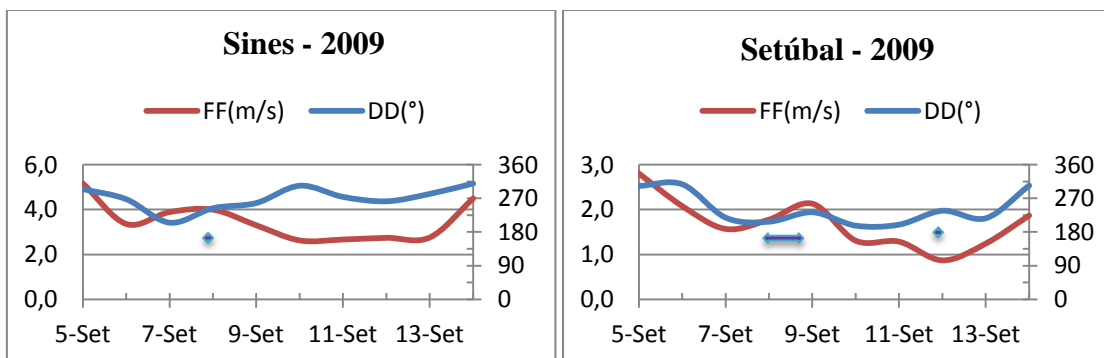 Sines - 2009
FF(m/s) DD(°)
6,0 360
4,0 270
2,0 180
90
0,0 0
5-Set 7-Set 9-Set 11-Set 13-Set
Setúbal - 2009
FF(m/s) DD(°)
3,0 360
2,0 270
180
1,0 90
0,0 0
5-Set 7-Set 9-Set 11-Set 13-Set